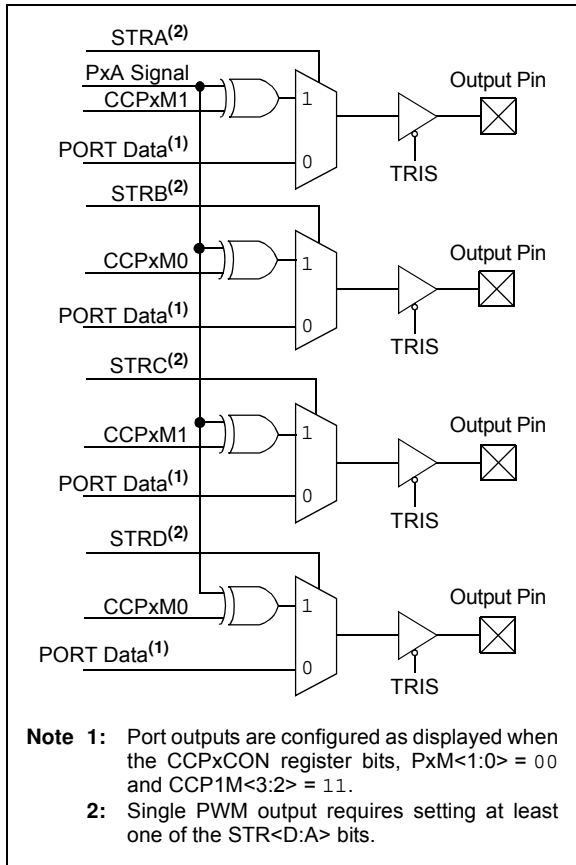 STRA(2)
PxA Signal
Output Pin
CCPxM1
1
PORT Data(1)
0
TRIS
STRB(2)
Output Pin
CCPxM0
1
PORT Data(1)
0
TRIS
STRC(2)
Output Pin
CCPxM1
1
PORT Data(1)
0
TRIS
STRD(2)
Output Pin
CCPxM0
1
PORT Data(1)
0
TRIS
Note 1: Port outputs are configured as displayed when
the CCPxCON register bits, PxM<1:0> = 00
and CCP1M<3:2> = 11.
2: Single PWM output requires setting at least
one of the STR<D:A> bits.